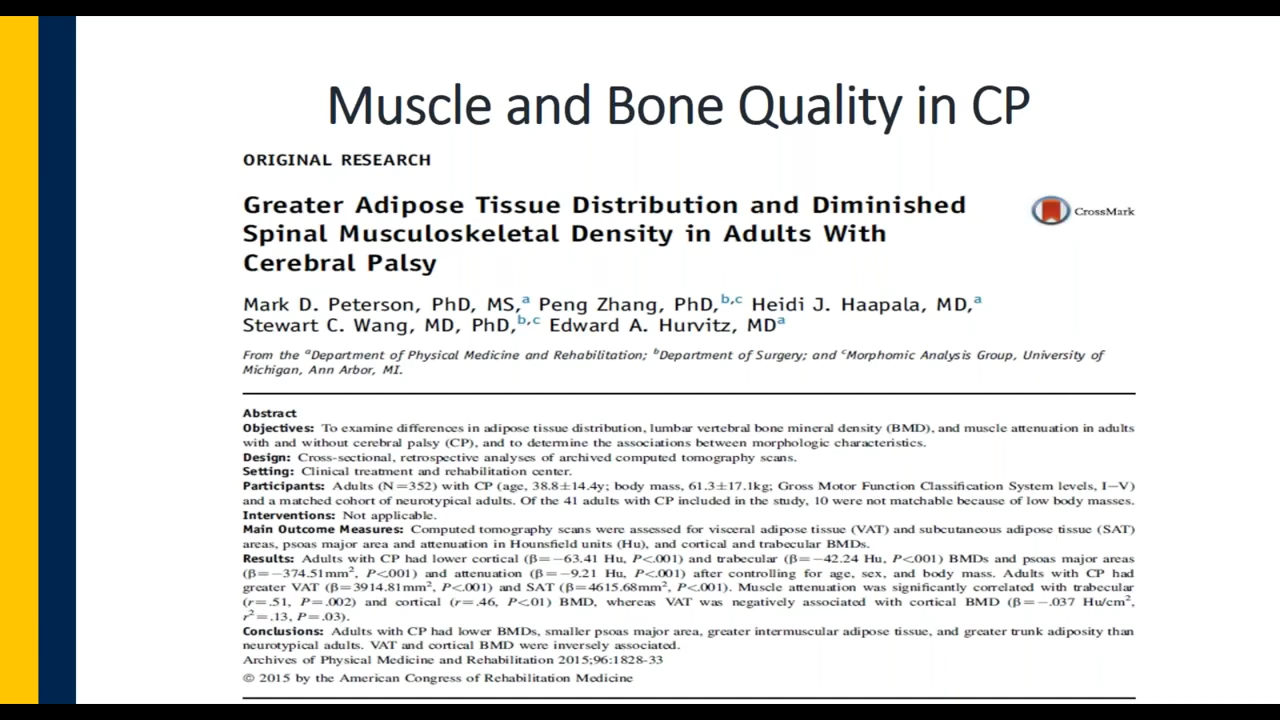 Muscle and Bone Quality in CP
ORIGINAL RESEARCH
Greater Adipose Tissue Distribution and Diminished
Spinal Musculoskeletal Density in Adults With
Cerebral Palsy
CrossMark
Mark D. Peterson, PhD, MS,a Peng Zhang, PhD,b,c Heidi J. Haapala, MD,a
Stewart C. Wang, MD, PhD,b,c Edward A. Hurvitz, MDa
From the aDepartment of Physical Medicine and Rehabilitation; bDepartment of Surgery; and cMorphomic Analysis Group, University of
Michigan, Ann Arbor, MI.
Abstract
Objectives: To examine differences in adipose tissue distribution, lumbar vertebral bone mineral density (BMD), and muscle attenuation in adults
with and without cerebral palsy (CP), and to determine the associations between morphologic characteristics.
Design: Cross-sectional, retrospective analyses of archived computed tomography scans.
Setting: Clinical treatment and rehabilitation center.
Participants: Adults (N=352) with CP (age, 38.8±14.4y; body mass, 61.3±17.1kg; Gross Motor Function Classification System levels, I–V)
and a matched cohort of neurotypical adults. Of the 41 adults with CP included in the study, 10 were not matchable because of low body masses.
Interventions: Not applicable.
Main Outcome Measures: Computed tomography scans were assessed for visceral adipose tissue (VAT) and subcutaneous adipose tissue (SAT)
areas, psoas major area and attenuation in Hounsfield units (Hu), and cortical and trabecular BMDs.
Results: Adults with CP had lower cortical (β=−63.41 Hu, P<.001) and trabecular (β=−42.24 Hu, P<.001) BMDs and psoas major areas
(β=−374.51mm², P<.001) and attenuation (β=−9.21 Hu, P<.001) after controlling for age, sex, and body mass. Adults with CP had
greater VAT (β=3914.81mm², P<.001) and SAT (β=4615.68mm², P<.001). Muscle attenuation was significantly correlated with trabecular
(r=.51, P=.002) and cortical (r=.46, P<.01) BMD, whereas VAT was negatively associated with cortical BMD (β=−.037 Hu/cm²,
r²=.13, P=.03).
Conclusions: Adults with CP had lower BMDs, smaller psoas major area, greater intermuscular adipose tissue, and greater trunk adiposity than
neurotypical adults. VAT and cortical BMD were inversely associated.
Archives of Physical Medicine and Rehabilitation 2015;96:1828-33
© 2015 by the American Congress of Rehabilitation Medicine